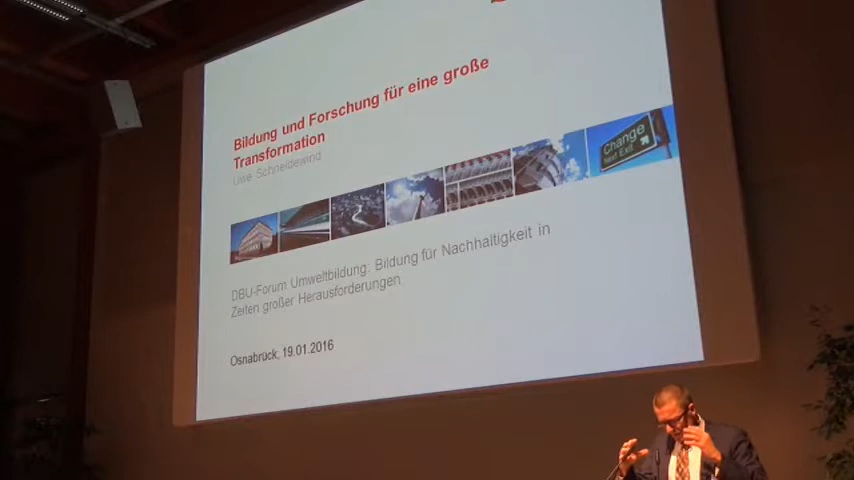 Bildung und Forschung für eine große
Transformation
Uwe Schneidewind
Change
NEXT EXIT
DBU-Forum Umweltbildung: Bildung für Nachhaltigkeit in
Zeiten großer Herausforderungen
Osnabrück, 19.01.2016